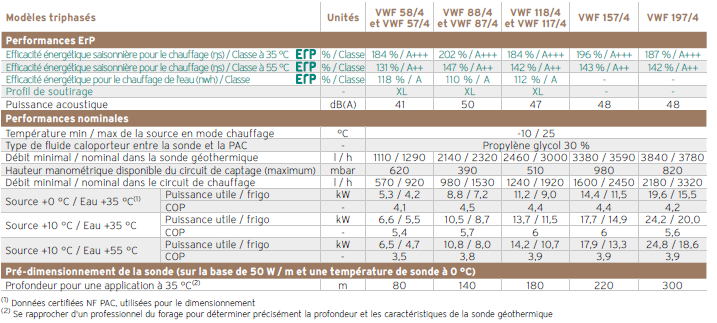 Modèles triphasés Unités VWF 58/4 et VWF 57/4 VWF 88/4 et VWF 87/4 VWF 118/4 et VWF 117/4 VWF 157/4 VWF 197/4
Performances ErP
Efficacité énergétique saisonnière pour le chauffage (ηs) / Classe à 35 °C ErP % / Classe 184 % / A+++ 202 % / A+++ 184 % / A+++ 196 % / A+++ 187 % / A+++
Efficacité énergétique saisonnière pour le chauffage (ηs) / Classe à 55 °C ErP % / Classe 131 % / A++ 147 % / A++ 142 % / A++ 143 % / A++ 142 % / A++
Efficacité énergétique pour le chauffage de l'eau (nwh) / Classe ErP % / Classe 118 % / A 110 % / A 112 % / A - -
Profil de soutirage - XL XL XL - -
Puissance acoustique dB(A) 41 50 47 48 48
Performances nominales
Température min / max de la source en mode chauffage °C -10 / 25
Type de fluide caloporteur entre la sonde et la PAC - Propylène glycol 30 %
Débit minimal / nominal dans la sonde géothermique l / h 1110 / 1290 2140 / 2320 2460 / 3000 3380 / 3590 3840 / 3780
Hauteur manométrique disponible du circuit de captage (maximum) mbar 620 390 510 980 820
Débit minimal / nominal dans le circuit de chauffage l / h 570 / 920 980 / 1530 1240 / 1920 1600 / 2450 2180 / 3320
Source +0 °C / Eau +35 °C(1) Puissance utile / frigo kW 5,3 / 4,2 8,8 / 7,2 11,2 / 9,0 14,4 / 11,5 19,6 / 15,5
COP - 4,1 4,5 4,4 4,4 4,2
Source +10 °C / Eau +35 °C Puissance utile / frigo kW 6,6 / 5,5 10,5 / 8,7 13,7 / 11,5 17,7 / 14,9 24,2 / 20,0
COP - 5,4 5,7 6 6 5,6
Source +10 °C / Eau +55 °C Puissance utile / frigo kW 6,5 / 4,7 10,8 / 8,0 14,2 / 10,7 17,9 / 13,3 24,8 / 18,6
COP - 3,5 3,8 3,9 3,9 3,9
Pré-dimensionnement de la sonde (sur la base de 50 W / m et une température de sonde à 0 °C)
Profondeur pour une application à 35 °C(2) m 80 140 180 220 300
(1) Données certifiées NF PAC, utilisées pour le dimensionnement
(2) Se rapprocher d'un professionnel du forage pour déterminer précisément la profondeur et les caractéristiques de la sonde géothermique